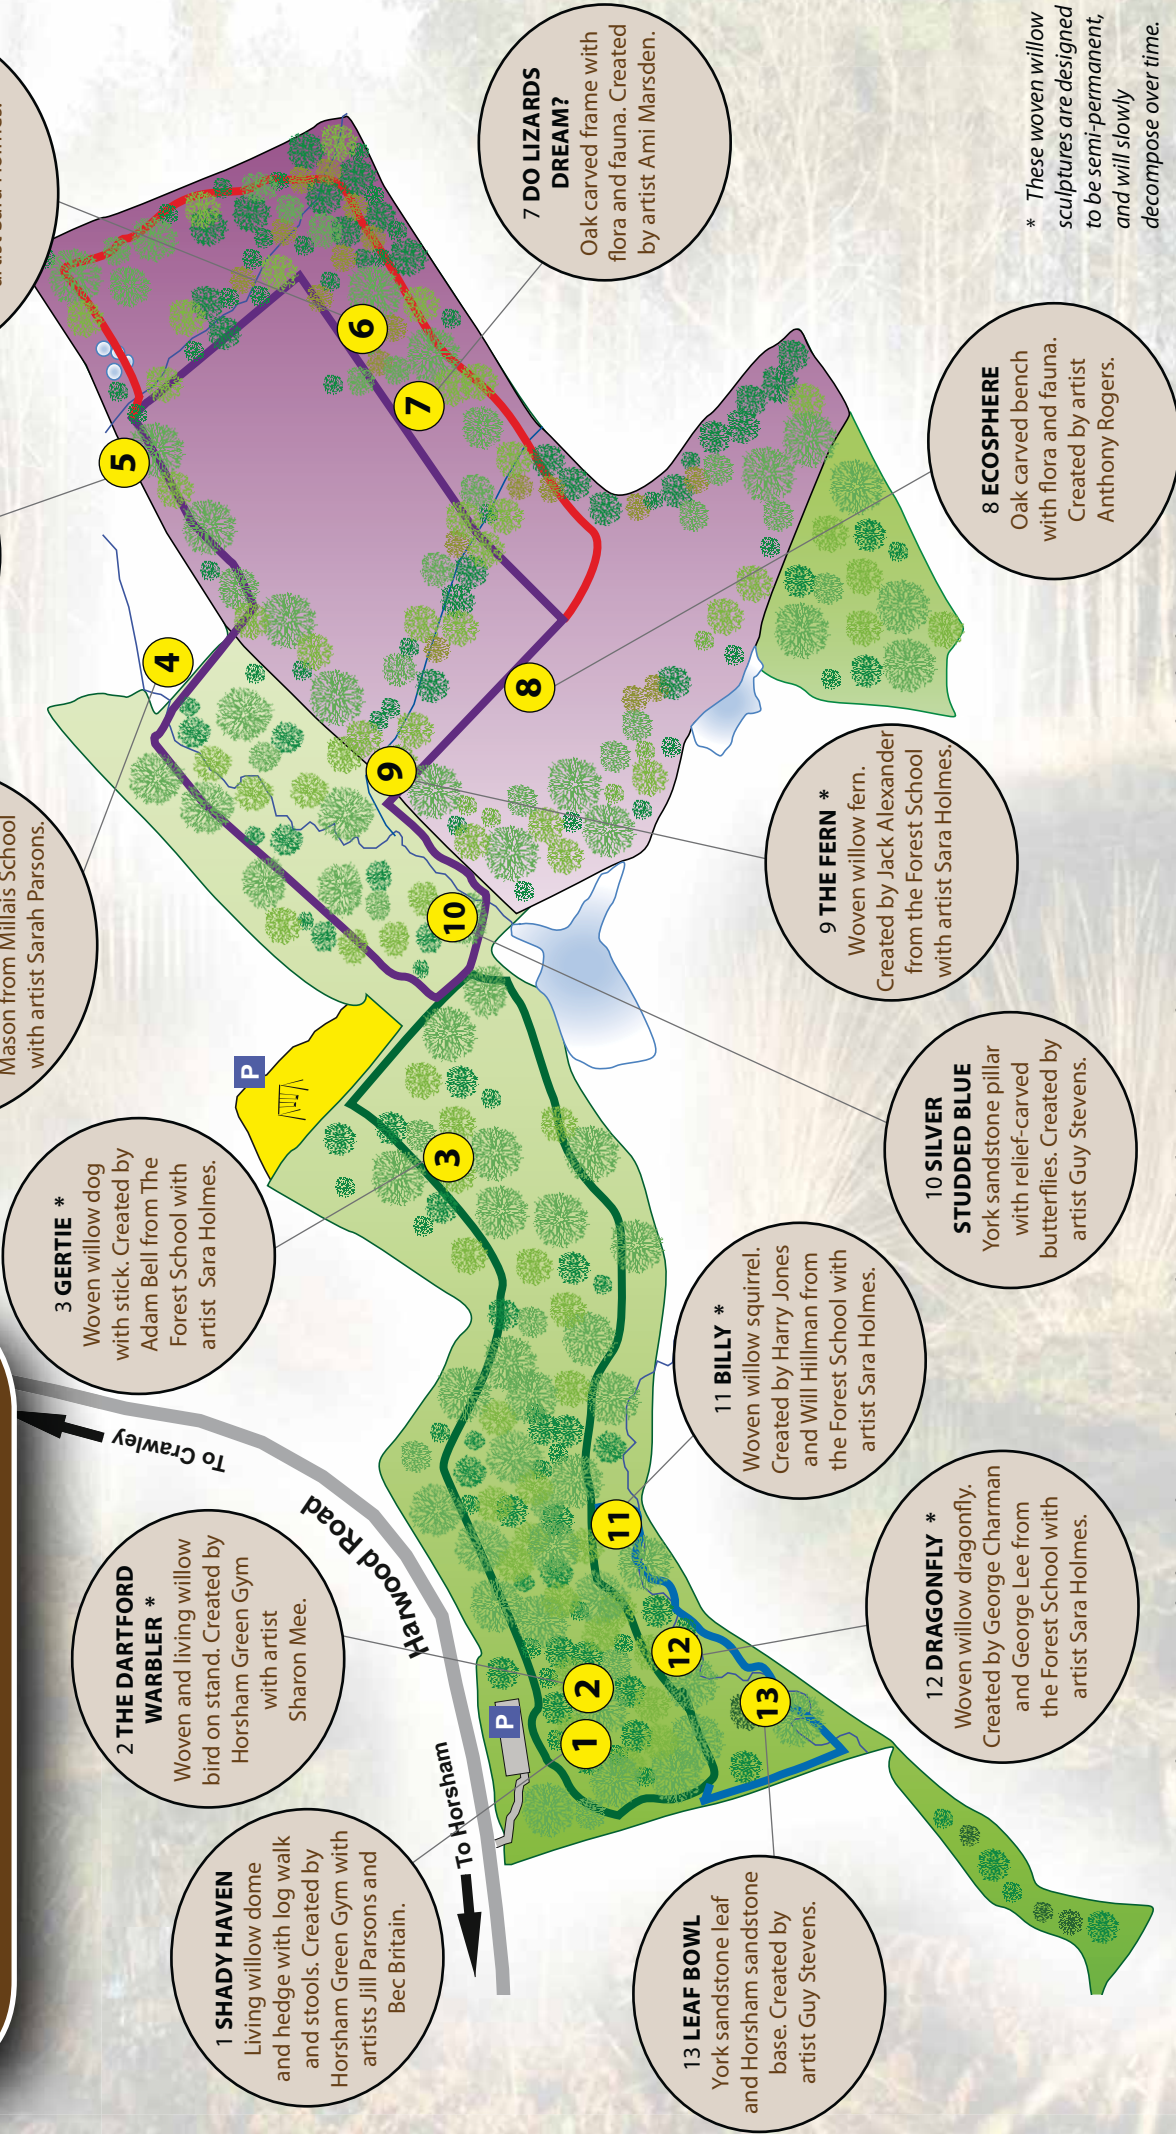 1 SHADY HAVEN
Living willow dome
and hedge with log walk
and stools. Created by
Horsham Green Gym with
artists Jill Parsons and
Bec Britain.
2 THE DARTFORD
WARBLER *
Woven and living willow
bird on stand. Created by
Horsham Green Gym
with artist
Sharon Mee.
3 GERTIE *
Woven willow dog
with stick. Created by
Adam Bell from The
Forest School with
artist Sara Holmes.
Mason from Millais School
with artist Sarah Parsons.
7 DO LIZARDS
DREAM?
Oak carved frame with
flora and fauna. Created
by artist Ami Marsden.
8 ECOSPHERE
Oak carved bench
with flora and fauna.
Created by artist
Anthony Rogers.
9 THE FERN *
Woven willow fern.
Created by Jack Alexander
from the Forest School
with artist Sara Holmes.
10 SILVER
STUDDED BLUE
York sandstone pillar
with relief-carved
butterflies. Created by
artist Guy Stevens.
11 BILLY *
Woven willow squirrel.
Created by Harry Jones
and Will Hillman from
the Forest School with
artist Sara Holmes.
12 DRAGONFLY *
Woven willow dragonfly.
Created by George Charman
and George Lee from
the Forest School with
artist Sara Holmes.
13 LEAF BOWL
York sandstone leaf
and Horsham sandstone
base. Created by
artist Guy Stevens.
To Horsham
Harwood Road
To Crawley
P
P
1
2
3
4
5
6
7
8
9
10
11
12
13
* These woven willow
sculptures are designed
to be semi-permanent,
and will slowly
decompose over time.